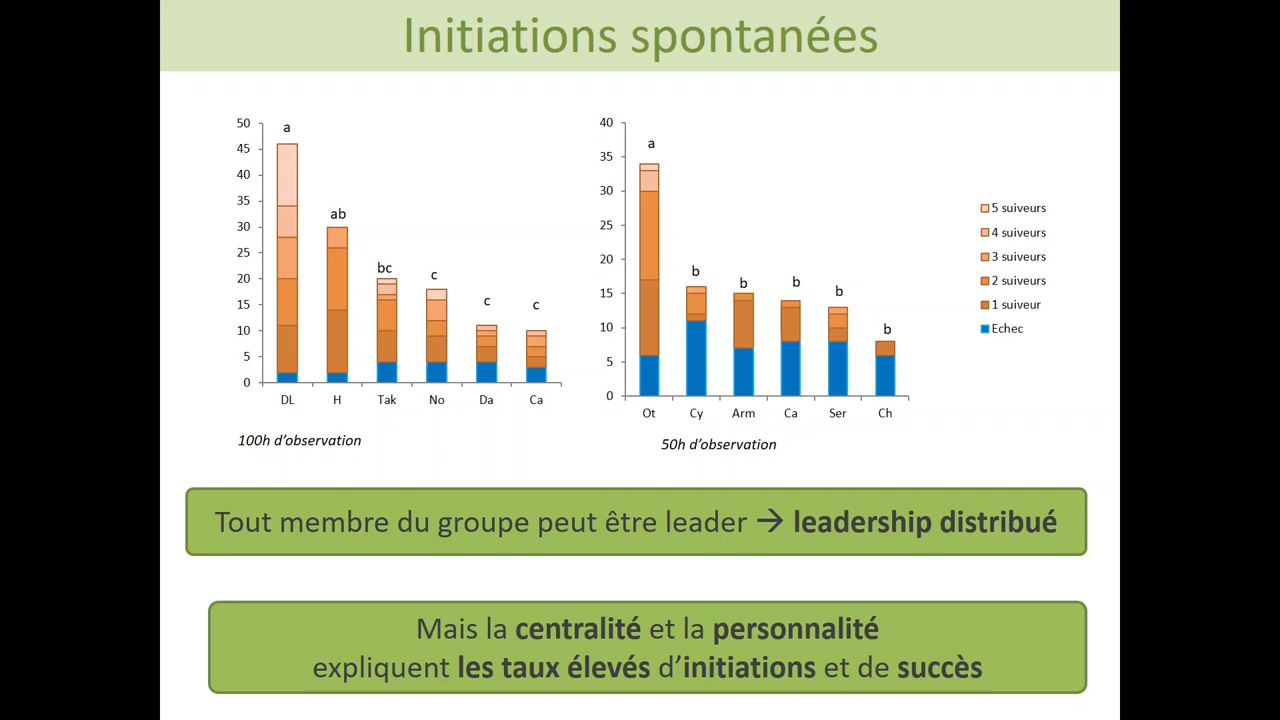 Initiations spontanées
50
45
40
35
30
25
20
15
10
5
0
a
ab
bc
c
c
c
DL H Tak No Da Ca
100h d’observation
40
35
30
25
20
15
10
5
0
a
b
b
b
b
b
Ot Cy Arm Ca Ser Ch
50h d’observation
5 suiveurs
4 suiveurs
3 suiveurs
2 suiveurs
1 suiveur
Echec
Tout membre du groupe peut être leader → leadership distribué
Mais la centralité et la personnalité
expliquent les taux élevés d’initiations et de succès